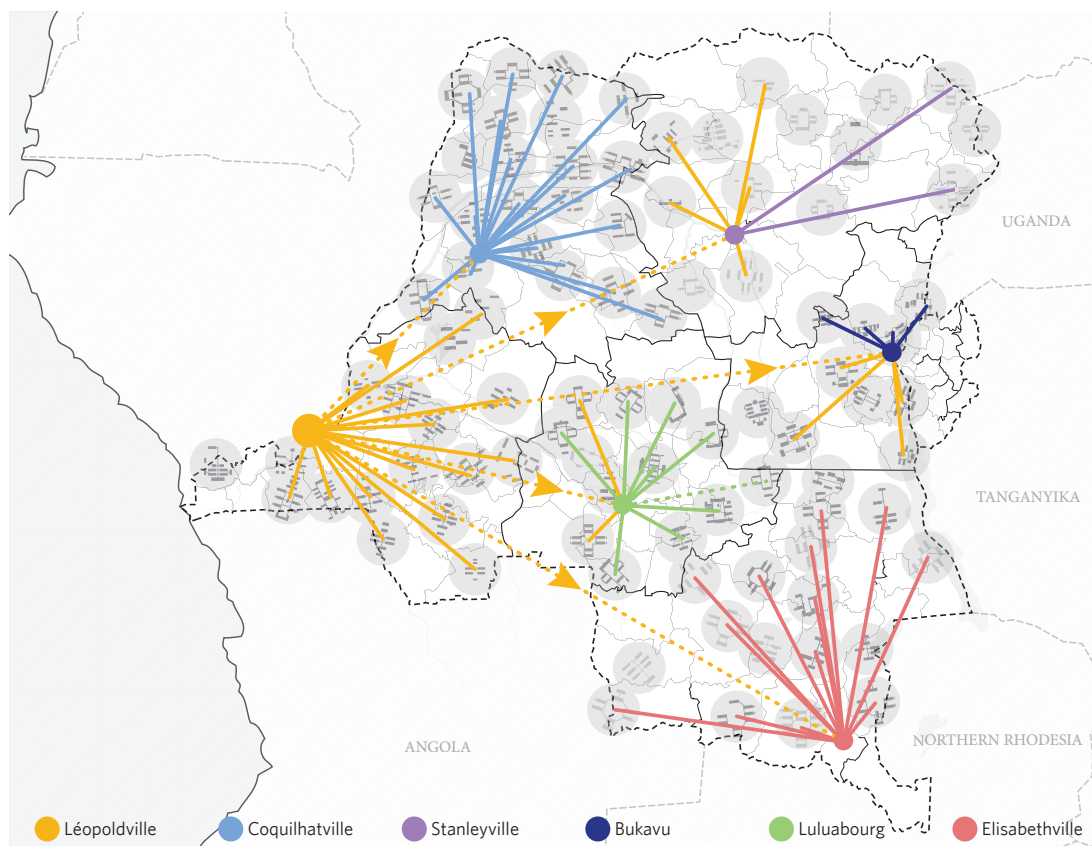 UGANDA
TANGANYIKA
ANGOLA
NORTHERN RHODESIA
Léopoldville
Coquilhatville
Stanleyville
Bukavu
Luluabourg
Elisabethville